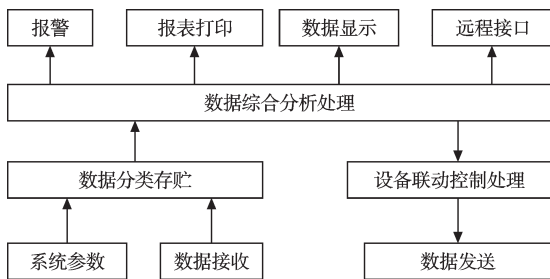 报警
报表打印
数据显示
远程接口
数据综合分析处理
数据分类存贮
设备联动控制处理
系统参数
数据接收
数据发送